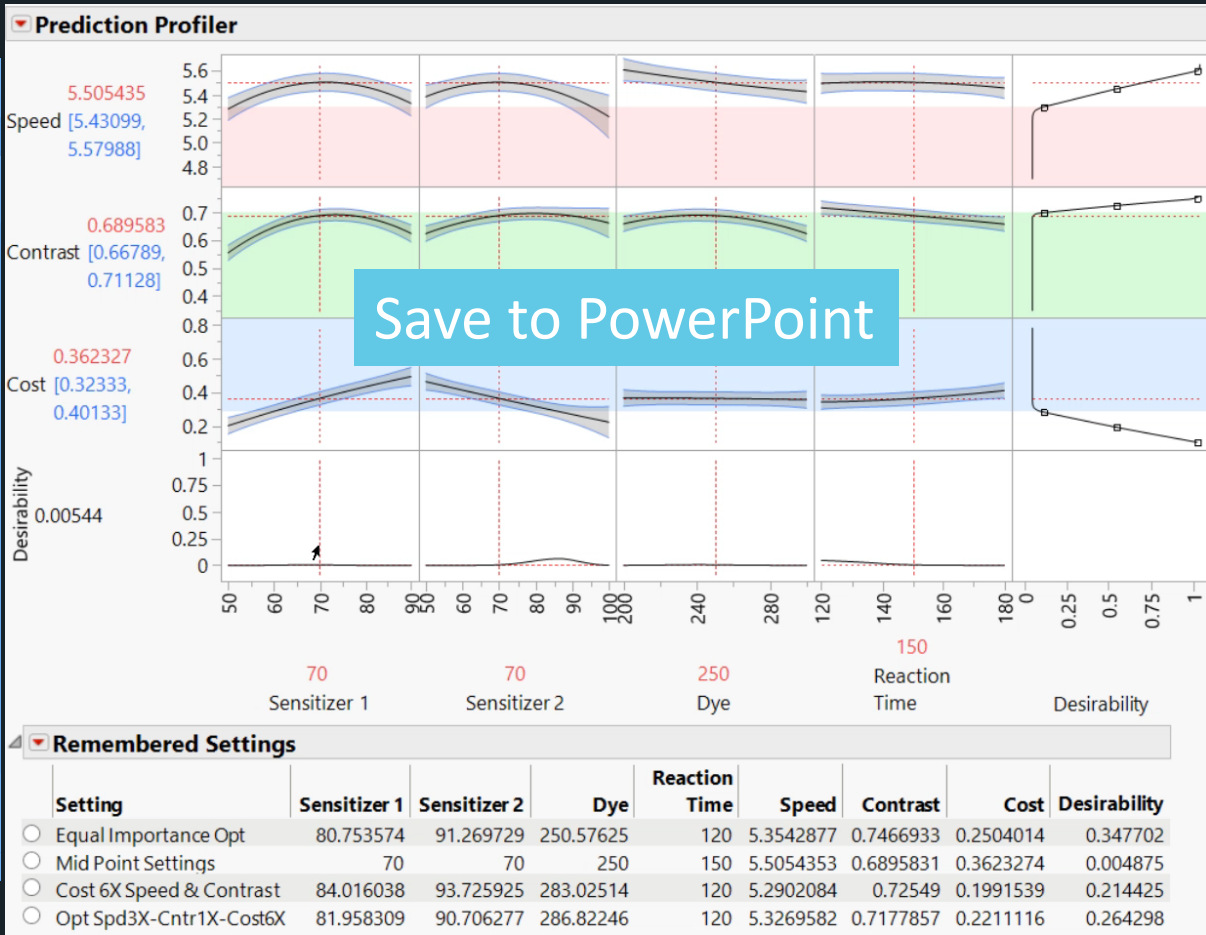 Prediction Profiler
5.505435
Speed [5.43099,
5.57988]
5.6
5.4
5.2
5.0
4.8
0.689583
Contrast [0.66789,
0.71128]
0.7
0.6
0.5
0.4
Save to PowerPoint
0.362327
Cost [0.32333,
0.40133]
0.8
0.6
0.4
0.2
Desirability
0.00544
1
0.75
0.5
0.25
0
50 60 70 80 90 50 60 70 80 90 100 200 240 280 120 140 160 180 0 0.25 0.5 0.75 1
70 70 250 150
Sensitizer 1 Sensitizer 2 Dye Reaction Time Desirability
Remembered Settings
Setting Sensitizer 1 Sensitizer 2 Dye Reaction Time Speed Contrast Cost Desirability
Equal Importance Opt 80.753574 91.269729 250.57625 120 5.3542877 0.7466933 0.2504014 0.347702
Mid Point Settings 70 70 250 150 5.5054353 0.6895831 0.3623274 0.004875
Cost 6X Speed & Contrast 84.016038 93.725925 283.02514 120 5.2902084 0.72549 0.1991539 0.214425
Opt Spd3X-Cntr1X-Cost6X 81.958309 90.706277 286.82246 120 5.3269582 0.7177857 0.2211116 0.264298